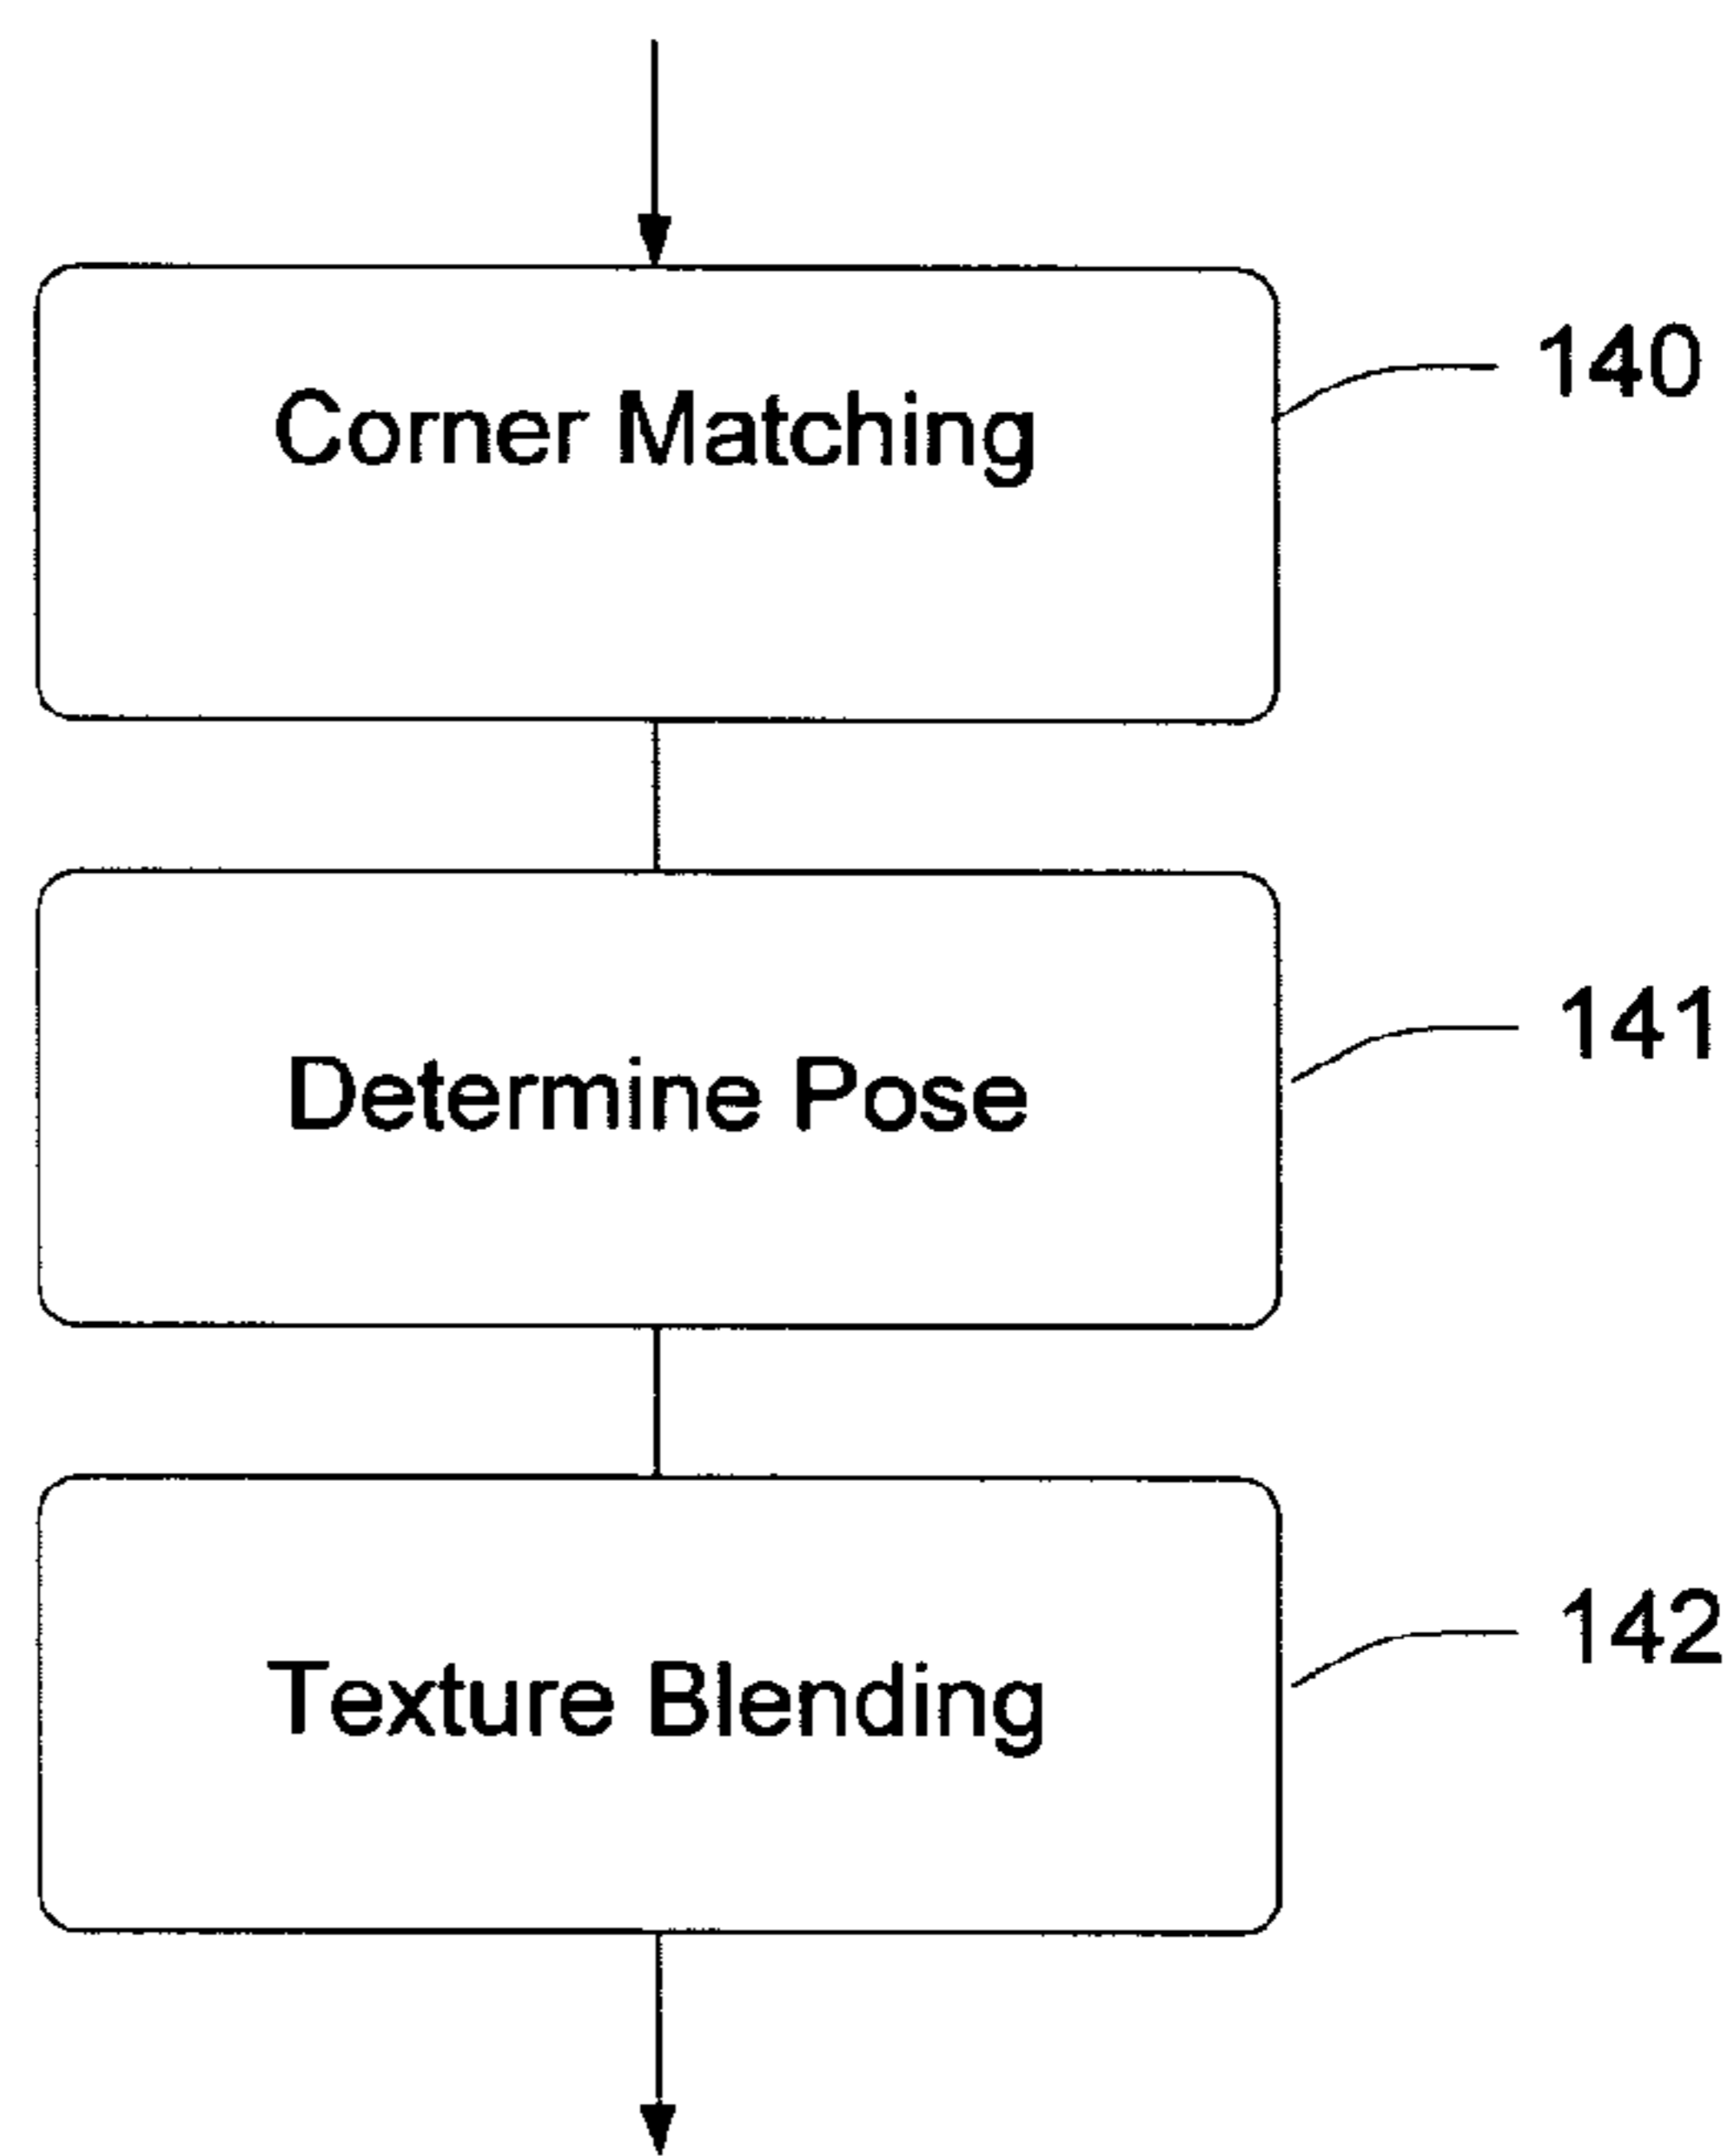 Corner Matching
140
Determine Pose
141
Texture Blending
142